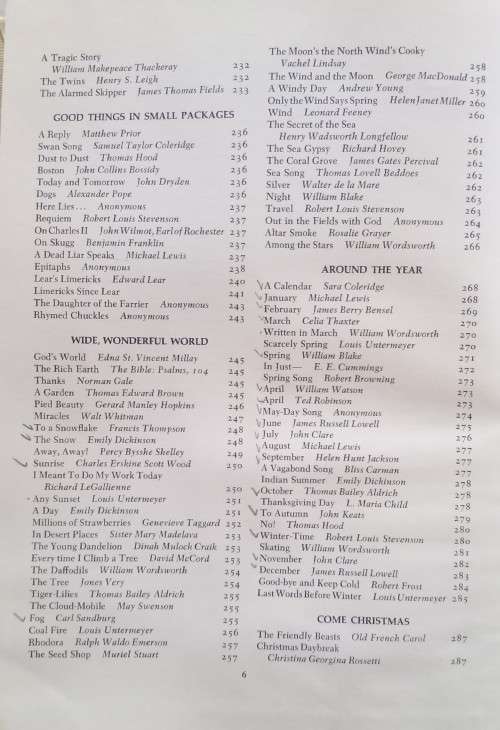 A Tragic Story
William Makepeace Thackeray 232
The Twins Henry S. Leigh 232
The Alarmed Skipper James Thomas Fields 233
GOOD THINGS IN SMALL PACKAGES
A Reply Matthew Prior 236
Swan Song Samuel Taylor Coleridge 236
Dust to Dust Thomas Hood 236
Boston John Collins Bossidy 236
Today and Tomorrow John Dryden 236
Dogs Alexander Pope 236
Here Lies... Anonymous 237
Requiem Robert Louis Stevenson 237
On Charles II John Wilmot, Earl of Rochester 237
On Skugg Benjamin Franklin 237
A Dead Liar Speaks Michael Lewis 237
Epitaphs Anonymous 238
Lear's Limericks Edward Lear 240
Limericks Since Lear 241
The Daughter of the Farrier Anonymous 243
Rhymed Chuckles Anonymous 243
WIDE, WONDERFUL WORLD
God's World Edna St. Vincent Millay 245
The Rich Earth The Bible: Psalms, 104 245
Thanks Norman Gale 245
A Garden Thomas Edward Brown 245
Pied Beauty Gerard Manley Hopkins 246
Miracles Walt Whitman 247
To a Snowflake Francis Thompson 248
The Snow Emily Dickinson 248
Away, Away! Percy Bysshe Shelley 249
Sunrise Charles Erskine Scott Wood 250
I Meant To Do My Work Today
Richard LeGallienne 250
Any Sunset Louis Untermeyer 251
A Day Emily Dickinson 251
Millions of Strawberries Genevieve Taggard 252
In Desert Places Sister Mary Madeleva 253
The Young Dandelion Dinah Mulock Craik 253
Every time I Climb a Tree David McCord 253
The Daffodils William Wordsworth 254
The Tree Jones Very 254
Tiger-Lilies Thomas Bailey Aldrich 255
The Cloud-Mobile May Swenson 255
Fog Carl Sandburg 255
Coal Fire Louis Untermeyer 256
Rhodora Ralph Waldo Emerson 257
The Seed Shop Muriel Stuart 257
The Moon's the North Wind's Cooky
Vachel Lindsay 258
The Wind and the Moon George MacDonald 258
A Windy Day Andrew Young 259
Only the Wind Says Spring Helen Janet Miller 260
Wind Leonard Feeney 260
The Secret of the Sea
Henry Wadsworth Longfellow 261
The Sea Gypsy Richard Hovey 261
The Coral Grove James Gates Percival 262
Sea Song Thomas Lovell Beddoes 262
Silver Walter de la Mare 262
Night William Blake 263
Travel Robert Louis Stevenson 263
Out in the Fields with God Anonymous 264
Altar Smoke Rosalie Grayer 265
Among the Stars William Wordsworth 266
AROUND THE YEAR
A Calendar Sara Coleridge 268
January Michael Lewis 268
February James Berry Bensel 269
March Celia Thaxter 270
Written in March William Wordsworth 270
Scarcely Spring Louis Untermeyer 270
Spring William Blake 271
In Just— E. E. Cummings 272
Spring Song Robert Browning 273
April William Watson 273
April Ted Robinson 273
May-Day Song Anonymous 274
June James Russell Lowell 275
July John Clare 276
August Michael Lewis 277
September Helen Hunt Jackson 277
A Vagabond Song Bliss Carman 277
Indian Summer Emily Dickinson 278
October Thomas Bailey Aldrich 278
Thanksgiving Day L. Maria Child 278
To Autumn John Keats 279
No! Thomas Hood 280
Winter-Time Robert Louis Stevenson 280
Skating William Wordsworth 281
November John Clare 282
December James Russell Lowell 283
Good-bye and Keep Cold Robert Frost 284
Last Words Before Winter Louis Untermeyer 285
COME CHRISTMAS
The Friendly Beasts Old French Carol 287
Christmas Daybreak
Christina Georgina Rossetti 287
6